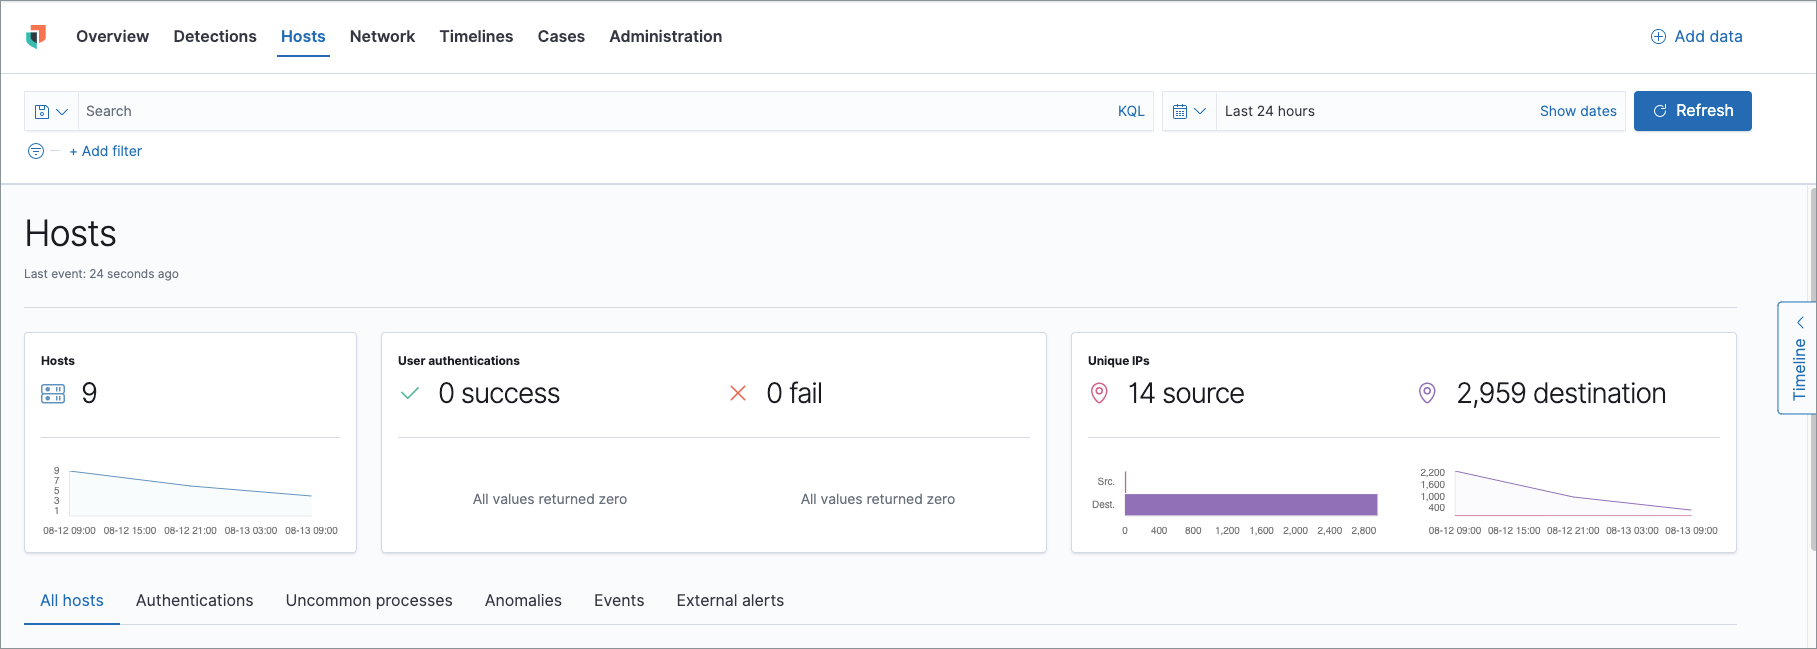 Overview Detections Hosts Network Timelines Cases Administration Add data
Search KQL Last 24 hours Show dates Refresh
+ Add filter
Hosts
Last event: 24 seconds ago
Timeline
Hosts
9
9
7
5
3
1
08-12 09:00 08-12 15:00 08-12 21:00 08-13 03:00 08-13 09:00
User authentications
0 success 0 fail
All values returned zero All values returned zero
Unique IPs
14 source 2,959 destination
Src.
Dest.
0 400 800 1,200 1,600 2,000 2,400 2,800
2,200
1,600
1,000
400
08-12 09:00 08-12 15:00 08-12 21:00 08-13 03:00 08-13 09:00
All hosts Authentications Uncommon processes Anomalies Events External alerts